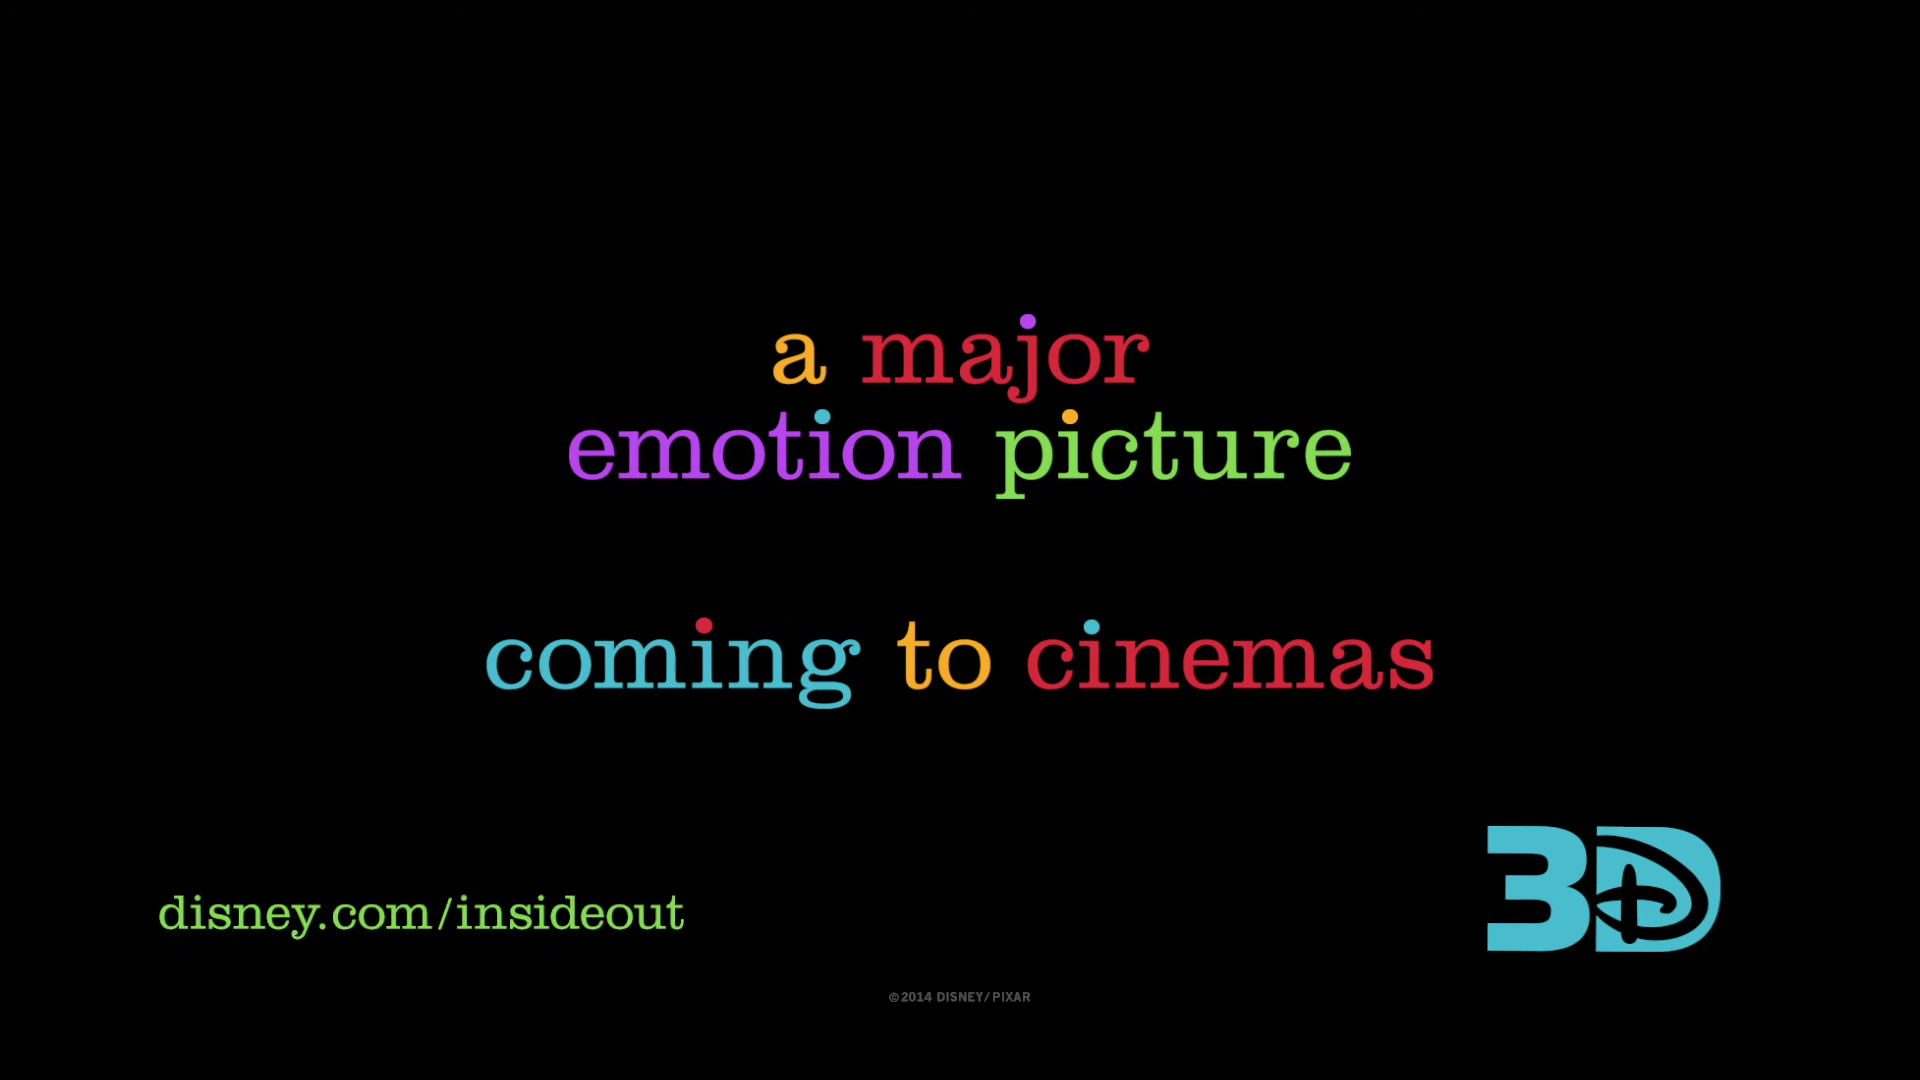 a major
emotion picture
coming to cinemas
disney.com/insideout
3D
©2014 DISNEY/PIXAR